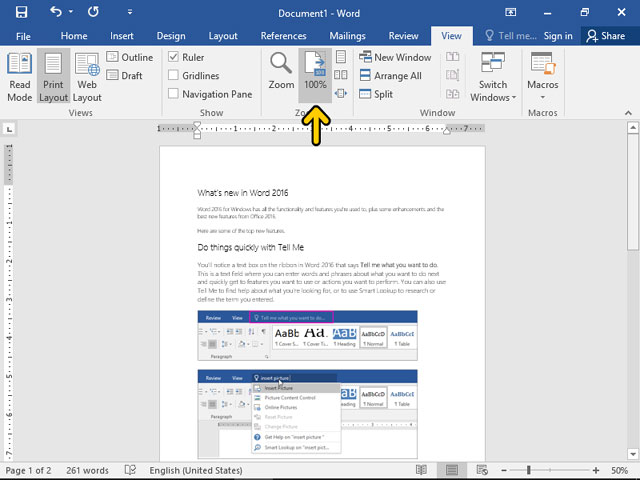 Document1 - Word
File Home Insert Design Layout References Mailings Review View Tell me... Sign in Share
Read Mode
Print Layout
Web Layout
Outline
Draft
Views
Ruler
Gridlines
Navigation Pane
Show
Zoom
100%
New Window
Arrange All
Split
Switch Windows
Window
Macros
Macros
What's new in Word 2016
Word 2016 for Windows has all the functionality and features you're used to, plus some enhancements and the
best new features from Office 2016.
Here are some of the top new features.
Do things quickly with Tell Me
You'll notice a text box on the ribbon in Word 2016 that says Tell me what you want to do.
This is a text field where you can enter words and phrases about what you want to do next
and quickly get to features you want to use or actions you want to perform. You can also use
Tell Me to find help about what you're looking for, or to use Smart Lookup to research or
define the term you entered.
Review View Tell me what you want to do...
¶ Cover S... ¶ Cover Ti... ¶ Heading ¶ Normal ¶ Table
Paragraph
Review View insert picture
Insert Picture
Picture Content Control
Online Pictures
Reset Picture
Change Picture
Get Help on "insert picture"
Smart Lookup on "insert pict...
¶ Heading ¶ Normal ¶ Table
Paragraph
Page 1 of 2 261 words English (United States) 50%